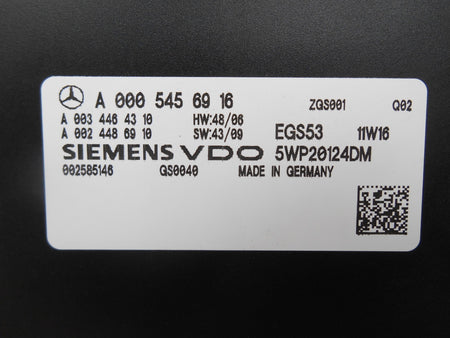 A 000 545 69 16 ZGS001 Q02
A 003 446 43 10 HW:48/06
A 002 448 69 10 SW:43/09 EGS53 11W16
SIEMENS VDO 5WP20124DM
002585146 GS0040 MADE IN GERMANY